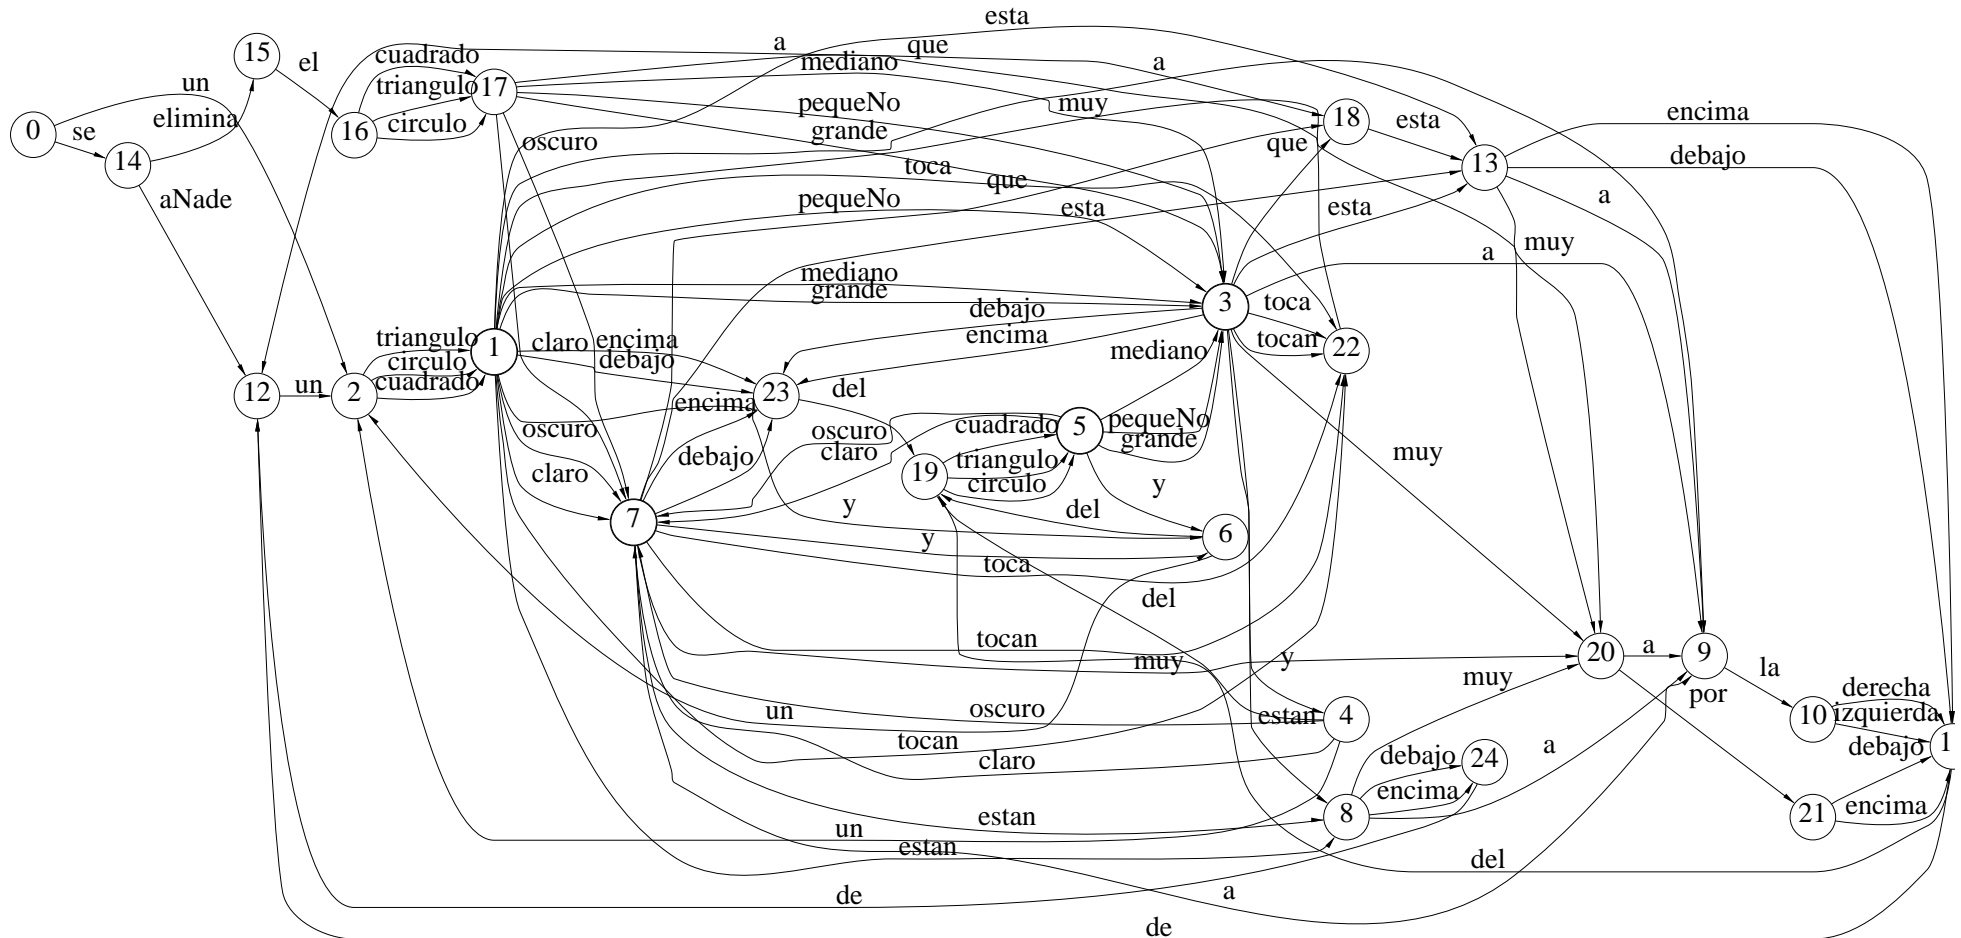 esta
15
a
que
el
un
cuadrado
mediano
a
triangulo
17
elimina
pequeNo
muy
0
se
16
circulo
grande
18
esta
encima
14
oscuro
que
13
debajo
toca
que
aNade
pequeNo
esta
esta
a
muy
a
mediano
grande
3
toca
debajo
encima
tocan
22
triangulo
1
claro
encima
mediano
circulo
debajo
12
un
2
cuadrado
23
del
encima
oscuro
oscuro
cuadrado
5
pequeNo
grande
claro
debajo
triangulo
muy
claro
19
circulo
y
7
y
del
6
y
toca
del
tocan
muy
y
20
a
9
la
muy
por
derecha
un
oscuro
estan
4
10
izquierda
tocan
debajo
1
claro
debajo
24
a
encima
estan
8
21
encima
un
estan
del
de
a
de